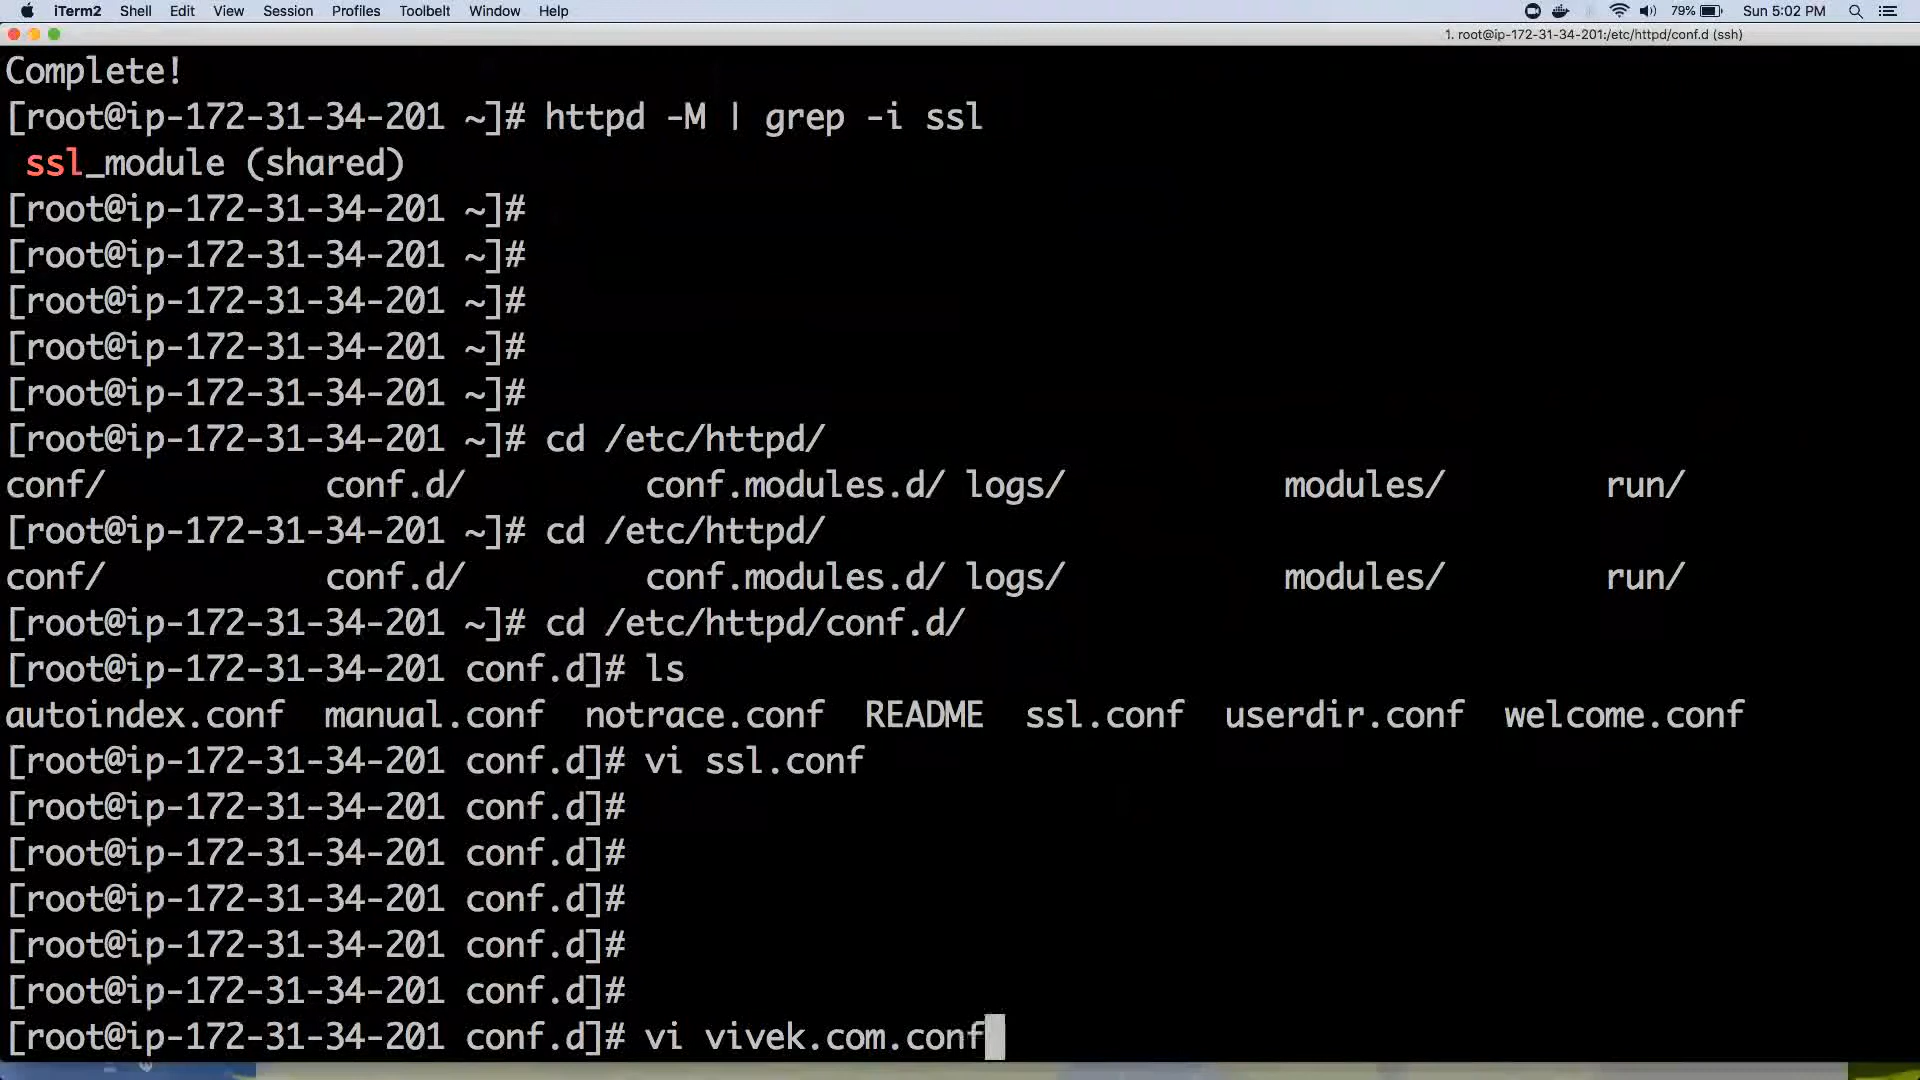 iTerm2 Shell Edit View Session Profiles Toolbelt Window Help 79% Sun 5:02 PM
1. root@ip-172-31-34-201:/etc/httpd/conf.d (ssh)
Complete!
[root@ip-172-31-34-201 ~]# httpd -M | grep -i ssl
ssl_module (shared)
[root@ip-172-31-34-201 ~]#
[root@ip-172-31-34-201 ~]#
[root@ip-172-31-34-201 ~]#
[root@ip-172-31-34-201 ~]#
[root@ip-172-31-34-201 ~]#
[root@ip-172-31-34-201 ~]# cd /etc/httpd/
conf/ conf.d/ conf.modules.d/ logs/ modules/ run/
[root@ip-172-31-34-201 ~]# cd /etc/httpd/
conf/ conf.d/ conf.modules.d/ logs/ modules/ run/
[root@ip-172-31-34-201 ~]# cd /etc/httpd/conf.d/
[root@ip-172-31-34-201 conf.d]# ls
autoindex.conf manual.conf notrace.conf README ssl.conf userdir.conf welcome.conf
[root@ip-172-31-34-201 conf.d]# vi ssl.conf
[root@ip-172-31-34-201 conf.d]#
[root@ip-172-31-34-201 conf.d]#
[root@ip-172-31-34-201 conf.d]#
[root@ip-172-31-34-201 conf.d]#
[root@ip-172-31-34-201 conf.d]#
[root@ip-172-31-34-201 conf.d]# vi vivek.com.conf